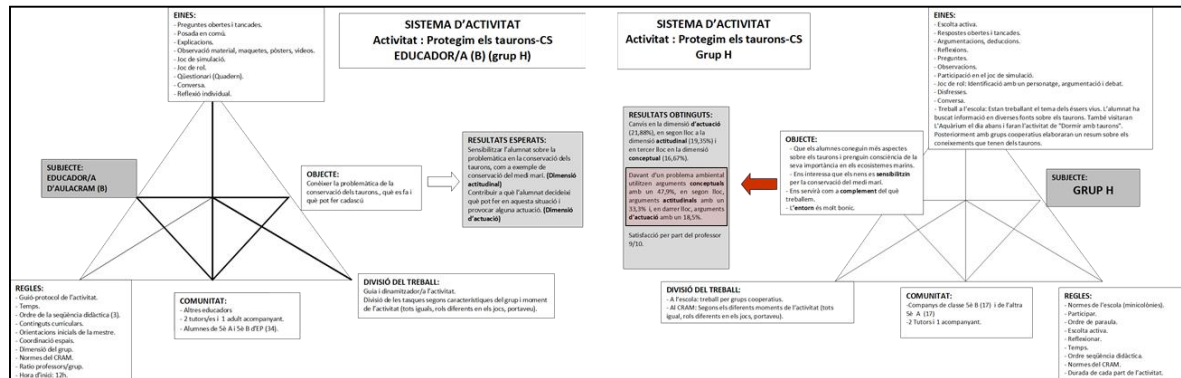 EINES:
- Preguntes obertes i tancades.
- Posada en comú.
- Explicacions.
- Observació material, maquetes, pòsters, videos.
- Joc de simulació.
- Joc de rol.
- Qüestionari (Quadern).
- Conversa.
- Reflexió individual.
SISTEMA D'ACTIVITAT
Activitat : Protegim els taurons-CS
EDUCADOR/A (B) (grup H)
SUBJECTE:
EDUCADOR/A
D'AULACRAM (B)
OBJECTE:
Conèixer la problemàtica de la
conservació dels taurons,, què es fa i
què pot fer cadascú
RESULTATS ESPERATS:
Sensibilitzar l'alumnat sobre la
problemàtica en la conservació dels
taurons, com a exemple de
conservació del medi marí. (Dimensió
actitudinal)
Contribuir a què l'alumnat decideixi
què pot fer en aquesta situació i
provocar alguna actuació. (Dimensió
d'actuació)
REGLES:
- Guió-protocol de l'activitat.
- Temps.
- Ordre de la seqüència didàctica (3).
- Continguts curriculars.
- Orientacions inicials de la mestre.
- Coordinació espais.
- Dimensió del grup.
- Normes del CRAM.
- Ratio professors/grup.
- Hora d'inici: 12h.
COMUNITAT:
- Altres educadors
- 2 tutors/es i 1 adult acompanyant.
- Alumnes de 5è A i 5è B d'EP (34).
DIVISIÓ DEL TREBALL:
Guia i dinamitzador/a l'activitat.
Divisió de les tasques segons característiques del grup i moment
de l'activitat (tots iguals, rols diferents en els jocs, portaveu).
SISTEMA D'ACTIVITAT
Activitat : Protegim els taurons-CS
Grup H
EINES:
- Escolta activa.
- Respostes obertes i tancades.
- Argumentacions, deduccions.
- Reflexions.
- Preguntes.
- Observacions.
- Participació en el joc de simulació.
- Joc de rol: Identificació amb un personatge, argumentació i debat.
- Disfresses.
- Conversa.
- Treball a l'escola: Estan treballant el tema dels éssers vius. L'alumnat ha
buscat informació en diverses fonts sobre els taurons. També visitaran
L'Aquàrium el dia abans i faran l'activitat de "Dormir amb taurons".
Posteriorment amb grups cooperatius elaboraran un resum sobre els
coneixements que tenen dels taurons.
RESULTATS OBTINGUTS:
Canvis en la dimensió d'actuació
(21,88%), en segon lloc a la
dimensió actitudinal (19,35%) i
en tercer lloc en la dimensió
conceptual (16,67%).
Davant d'un problema ambiental
utilitzen arguments conceptuals
amb un 47,9%, en segon lloc,
arguments actitudinals amb un
33,3% i, en darrer lloc, arguments
d'actuació amb un 18,5%.
Satisfacció per part del professor
9/10.
OBJECTE:
- Que els alumnes coneguin més aspectes
sobre els taurons i prenguin consciència de la
seva importància en els ecosistemes marins.
- Ens interessa que els nens es sensibilitzin
per la conservació del medi marí.
- Ens servirà com a complement del què
treballem.
- L'entorn és molt bonic.
SUBJECTE:
GRUP H
DIVISIÓ DEL TREBALL:
- A l'escola: treball per grups cooperatius.
- Al CRAM: Segons els diferents moments de l'activitat (tots
igual, rols diferents en els jocs, portaveu).
COMUNITAT:
-Companys de classe 5è B (17) i de l'altra
5è A (17)
-2 Tutors i 1 acompanyant.
REGLES:
- Normes de l'escola (minicolònies).
- Participar.
- Ordre de paraula.
- Escolta activa.
- Reflexionar.
- Temps.
- Ordre seqüència didàctica.
- Normes del CRAM.
- Durada de cada part de l'activitat.